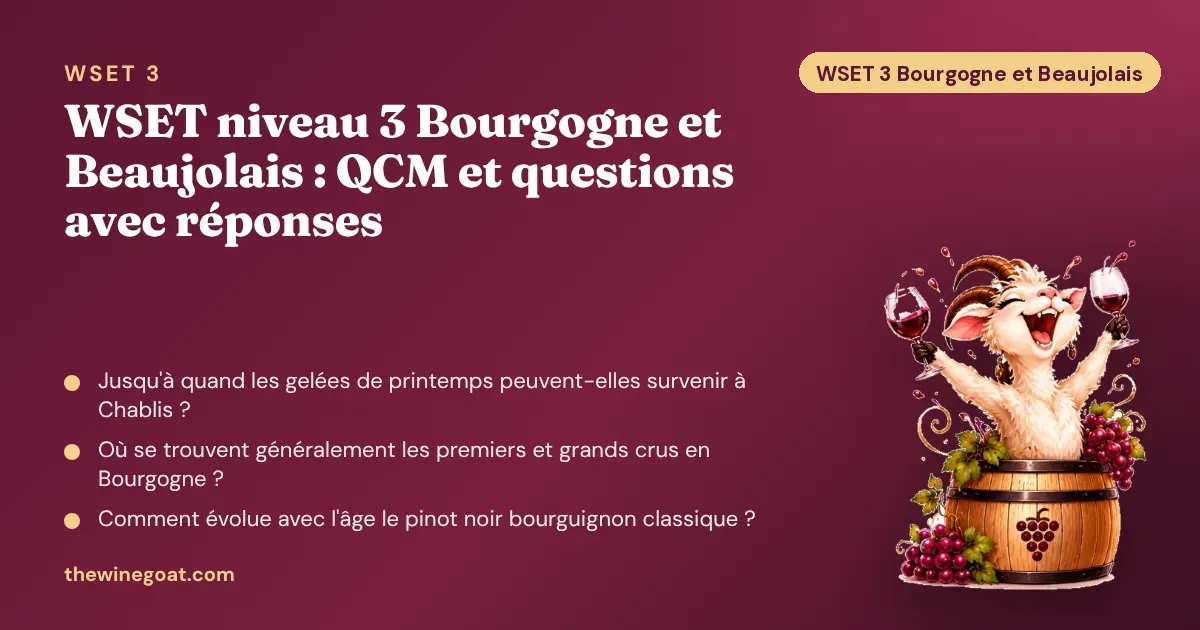 WSET 3
WSET 3 Bourgogne et Beaujolais
WSET niveau 3 Bourgogne et
Beaujolais : QCM et questions
avec réponses
Jusqu'à quand les gelées de printemps peuvent-elles survenir à
Chablis ?
Où se trouvent généralement les premiers et grands crus en
Bourgogne ?
Comment évolue avec l'âge le pinot noir bourguignon classique ?
thewinegoat.com